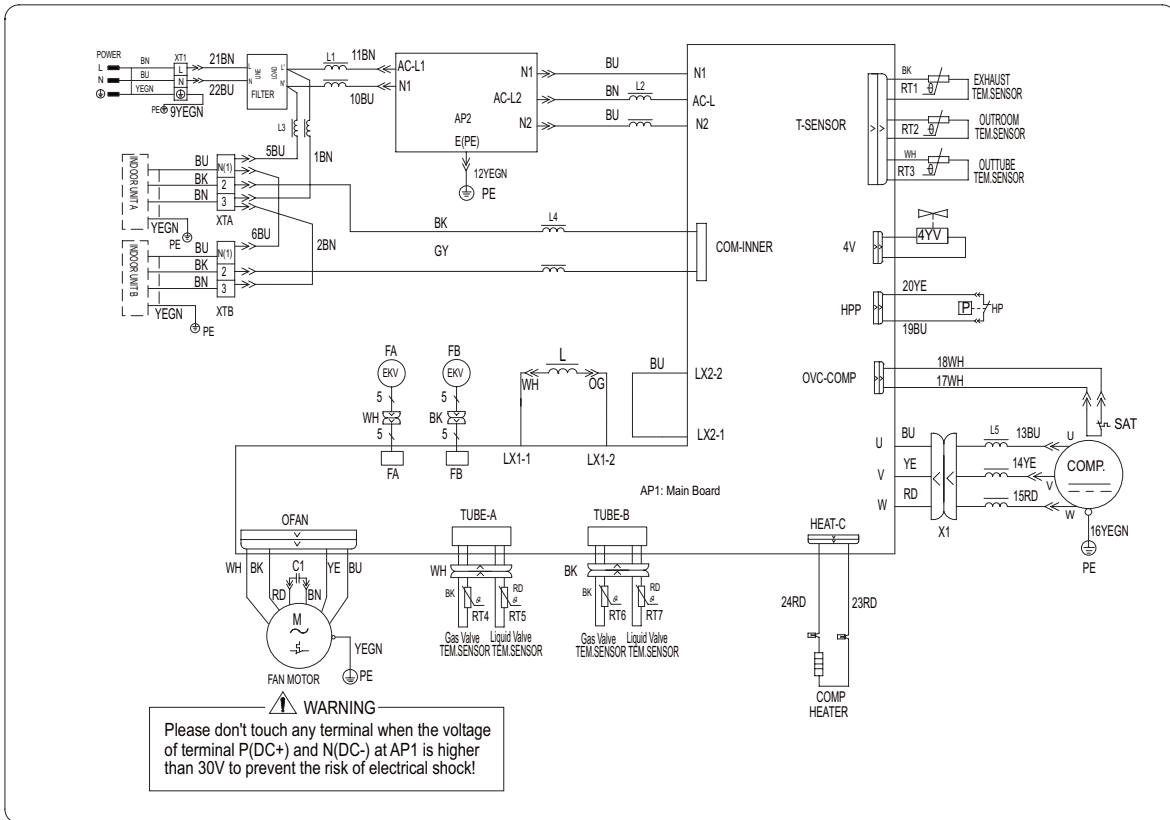 POWER
L
N
BN
BU
YEGN
XT1
L
N
PE
9YEGN
21BN
22BU
L
N
LINE
LOAD
L'
N'
FILTER
L1
11BN
10BU
AC-L1
N1
AP2
E(PE)
N1
AC-L2
N2
12YEGN
PE
BU
BN
L2
BU
N1
AC-L
N2
L3
5BU
1BN
INDOOR UNIT A
BU
BK
BN
YEGN
PE
N(1)
2
3
XTA
6BU
2BN
INDOOR UNIT B
BU
BK
BN
YEGN
PE
N(1)
2
3
XTB
BK
GY
L4
COM-INNER
T-SENSOR
BK
RT1
θ
EXHAUST
TEM.SENSOR
RT2
θ
OUTROOM
TEM.SENSOR
WH
RT3
θ
OUTTUBE
TEM.SENSOR
4V
4YV
HPP
20YE
19BU
P
HP
OVC-COMP
18WH
17WH
SAT
FA
EKV
5
WH
5
FA
FB
EKV
5
BK
5
FB
L
WH
OG
LX1-1
LX1-2
BU
LX2-2
LX2-1
U
V
W
BU
YE
RD
X1
L5
13BU
14YE
15RD
U
V
W
COMP.
16YEGN
PE
AP1: Main Board
OFAN
WH
BK
C1
RD
BN
YE
BU
M
YEGN
PE
FAN MOTOR
TUBE-A
WH
BK
θ
RT4
RD
θ
RT5
Gas Valve
TEM.SENSOR
Liquid Valve
TEM.SENSOR
TUBE-B
BK
BK
θ
RT6
RD
θ
RT7
Gas Valve
TEM.SENSOR
Liquid Valve
TEM.SENSOR
HEAT-C
24RD
23RD
COMP
HEATER
WARNING
Please don't touch any terminal when the voltage
of terminal P(DC+) and N(DC-) at AP1 is higher
than 30V to prevent the risk of electrical shock!